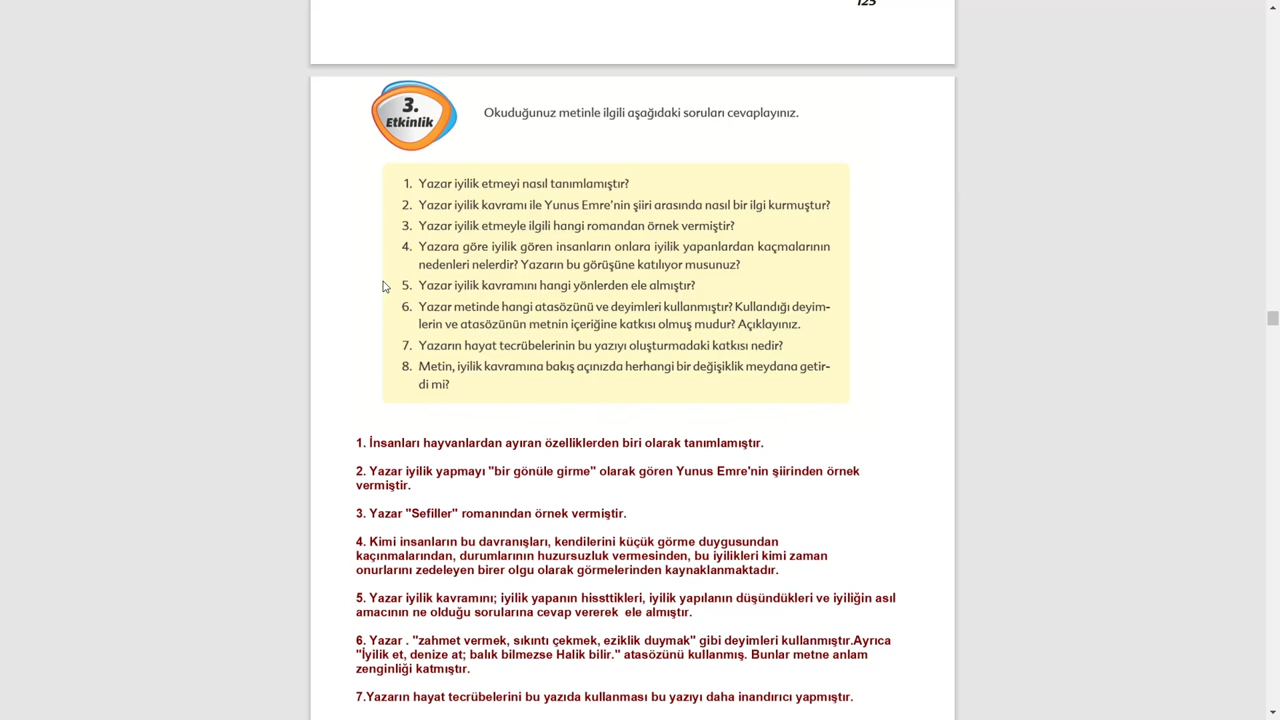 125
3.
Etkinlik
Okuduğunuz metinle ilgili aşağıdaki soruları cevaplayınız.
1. Yazar iyilik etmeyi nasıl tanımlamıştır?
2. Yazar iyilik kavramı ile Yunus Emre'nin şiiri arasında nasıl bir ilgi kurmuştur?
3. Yazar iyilik etmeyle ilgili hangi romandan örnek vermiştir?
4. Yazara göre iyilik gören insanların onlara iyilik yapanlardan kaçmalarının
nedenleri nelerdir? Yazarın bu görüşüne katılıyor musunuz?
5. Yazar iyilik kavramını hangi yönlerden ele almıştır?
6. Yazar metinde hangi atasözünü ve deyimleri kullanmıştır? Kullandığı deyim-
lerin ve atasözünün metnin içeriğine katkısı olmuş mudur? Açıklayınız.
7. Yazarın hayat tecrübelerinin bu yazıyı oluşturmadaki katkısı nedir?
8. Metin, iyilik kavramına bakış açınızda herhangi bir değişiklik meydana getir-
di mi?
1. İnsanları hayvanlardan ayıran özelliklerden biri olarak tanımlamıştır.
2. Yazar iyilik yapmayı "bir gönüle girme" olarak gören Yunus Emre'nin şiirinden örnek
vermiştir.
3. Yazar "Sefiller" romanından örnek vermiştir.
4. Kimi insanların bu davranışları, kendilerini küçük görme duygusundan
kaçınmalarından, durumlarının huzursuzluk vermesinden, bu iyilikleri kimi zaman
onurlarını zedeleyen birer olgu olarak görmelerinden kaynaklanmaktadır.
5. Yazar iyilik kavramını; iyilik yapanın hissttikleri, iyilik yapılanın düşündükleri ve iyiliğin asıl
amacının ne olduğu sorularına cevap vererek  ele almıştır.
6. Yazar . "zahmet vermek, sıkıntı çekmek, eziklik duymak" gibi deyimleri kullanmıştır.Ayrıca
"İyilik et, denize at; balık bilmezse Halik bilir." atasözünü kullanmış. Bunlar metne anlam
zenginliği katmıştır.
7.Yazarın hayat tecrübelerini bu yazıda kullanması bu yazıyı daha inandırıcı yapmıştır.